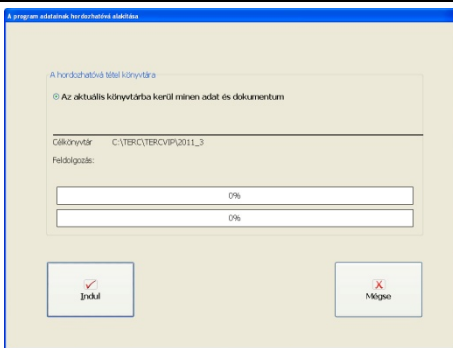 A program adatainak hordozhatóvá alakítása
A hordozhatóvá tétel könyvtára
Az aktuális könyvtárba kerül minen adat és dokumentum
Célkönyvtár C:\TERC\TERCVIP\2011_3
Feldolgozás:
0%
0%
Indul Mégse